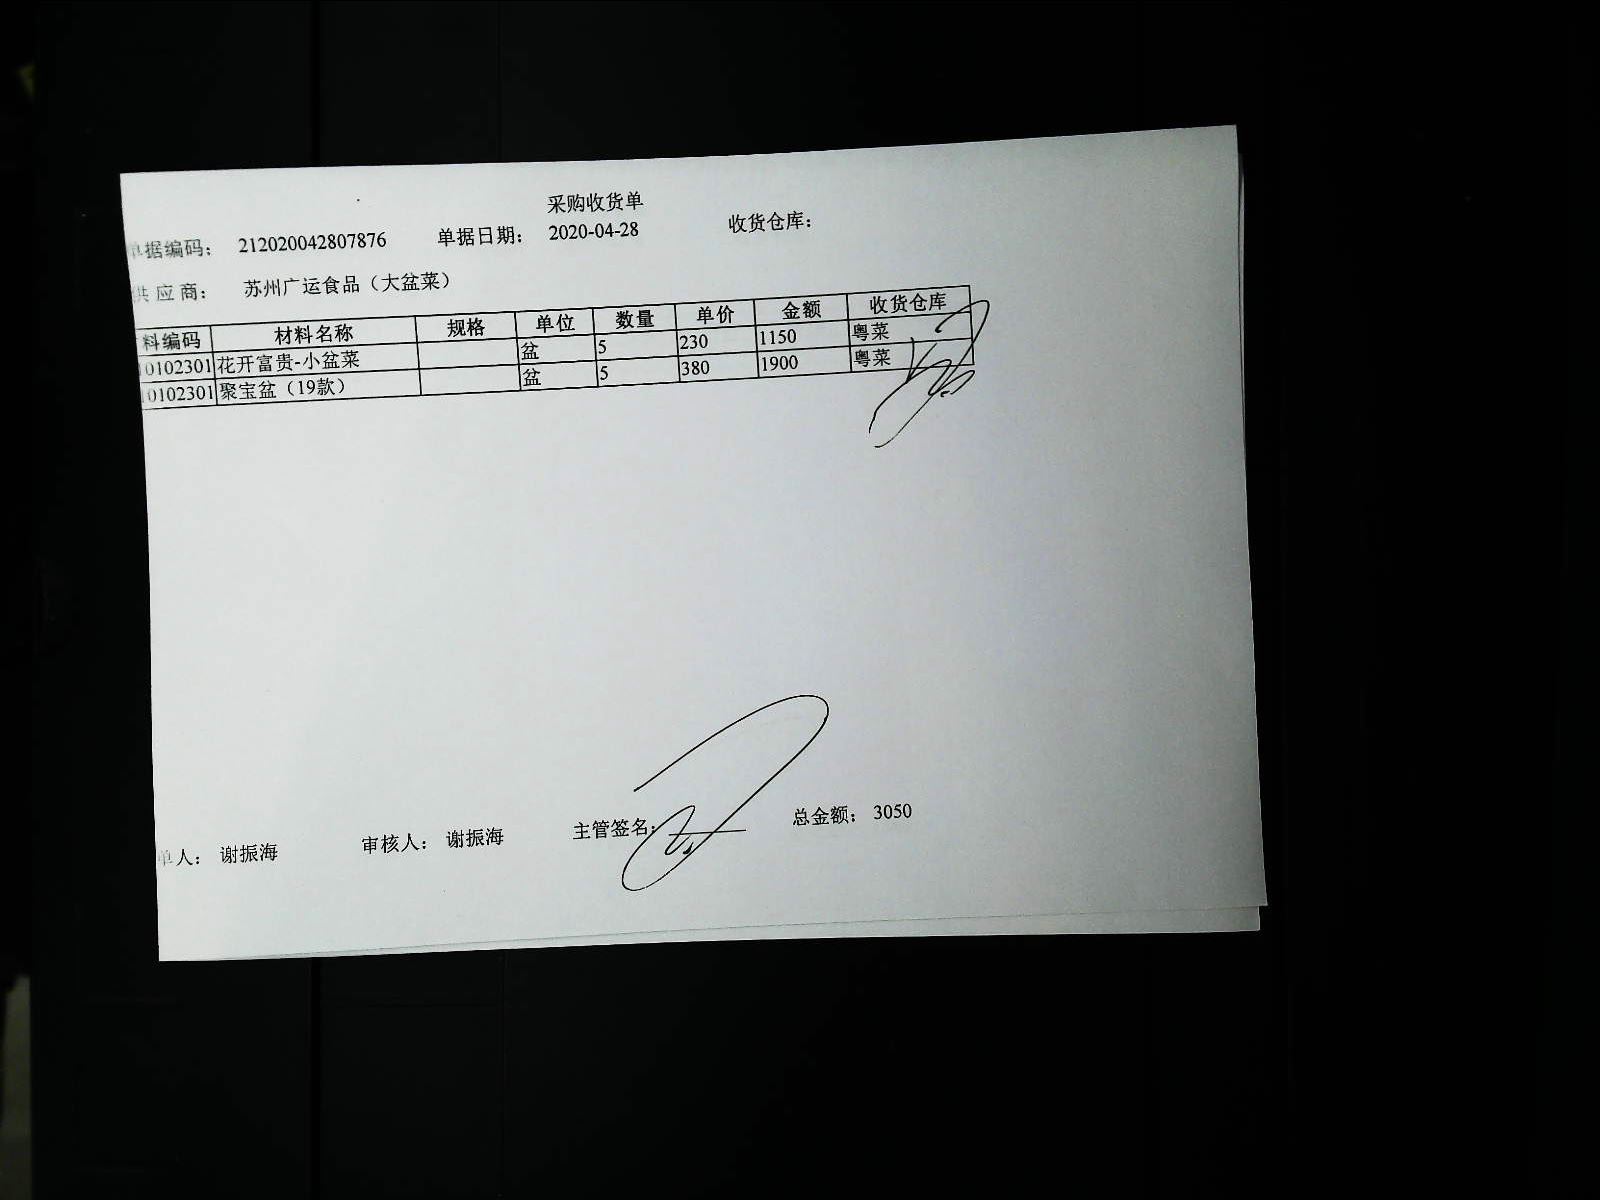 采购收货单
单据编码： 212020042807876 单据日期： 2020-04-28 收货仓库：
供应商： 苏州广运食品（大盆菜）
料编码 材料名称 规格 单位 数量 单价 金额 收货仓库
0102301 花开富贵-小盆菜 盆 5 230 1150 粤菜
0102301 聚宝盆（19款） 盆 5 380 1900 粤菜
单人： 谢振海 审核人： 谢振海 主管签名： 总金额： 3050